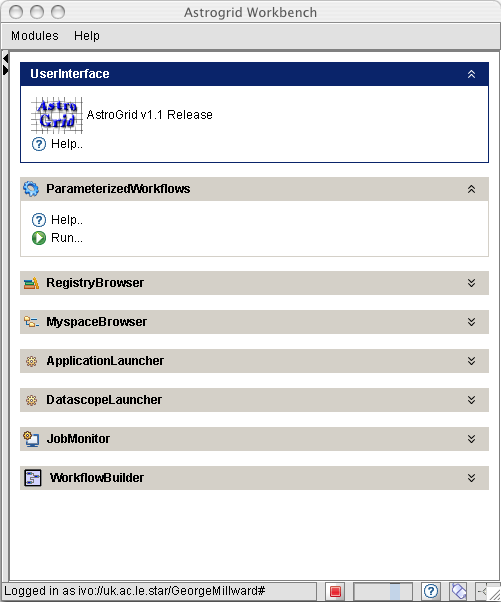 Astrogrid Workbench
Modules Help
UserInterface
Astro
Grid
AstroGrid v1.1 Release
Help..
ParameterizedWorkflows
Help..
Run...
RegistryBrowser
MyspaceBrowser
ApplicationLauncher
DatascopeLauncher
JobMonitor
WorkflowBuilder
Logged in as ivo://uk.ac.le.star/GeorgeMillward#